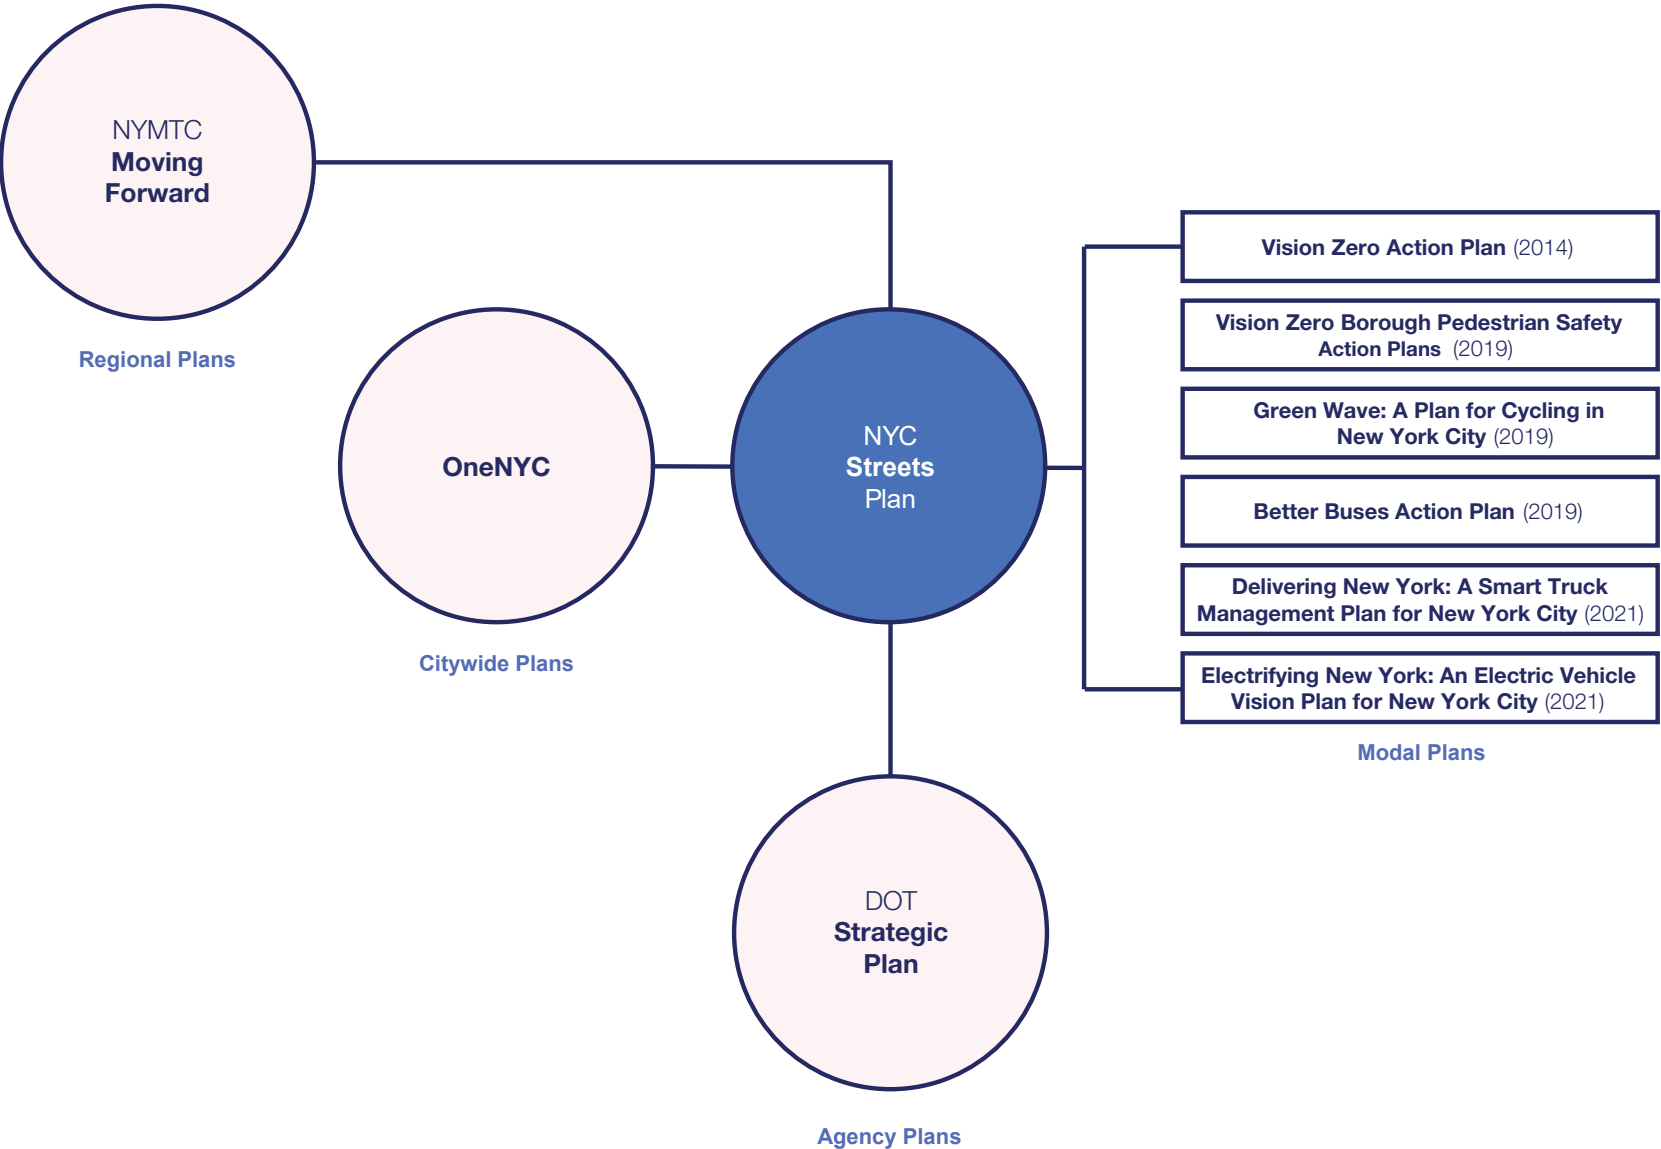 NYMTC
Moving
Forward
Regional Plans
OneNYC
Citywide Plans
NYC
Streets
Plan
DOT
Strategic
Plan
Agency Plans
Vision Zero Action Plan (2014)
Vision Zero Borough Pedestrian Safety
Action Plans (2019)
Green Wave: A Plan for Cycling in
New York City (2019)
Better Buses Action Plan (2019)
Delivering New York: A Smart Truck
Management Plan for New York City (2021)
Electrifying New York: An Electric Vehicle
Vision Plan for New York City (2021)
Modal Plans